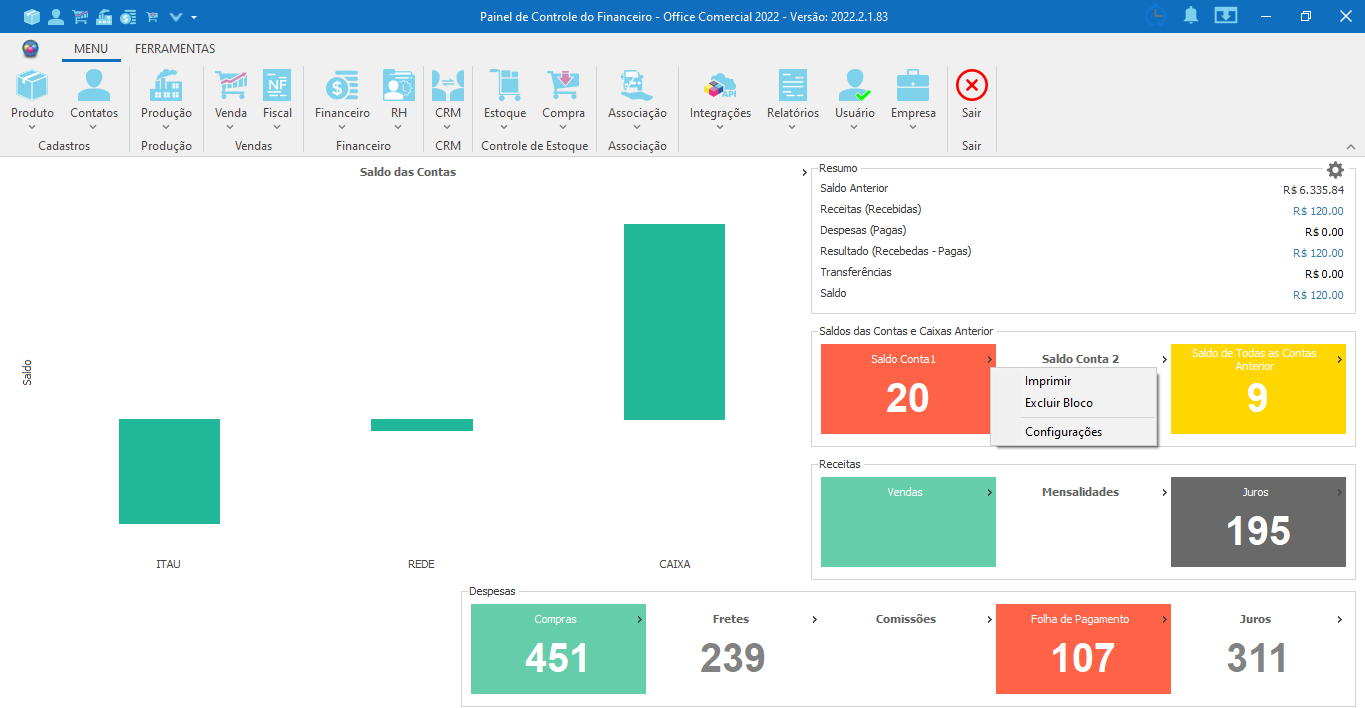 Painel de Controle do Financeiro - Office Comercial 2022 - Versão: 2022.2.1.83
MENU FERRAMENTAS
NF API
Produto Contatos Produção Venda Fiscal Financeiro RH CRM Estoque Compra Associação Integrações Relatórios Usuário Empresa Sair
Cadastros Produção Vendas Financeiro CRM Controle de Estoque Associação Sair
Saldo das Contas
Saldo
ITAU REDE CAIXA
Resumo
Saldo Anterior R$ 6.335.84
Receitas (Recebidas) R$ 120.00
Despesas (Pagas) R$ 0.00
Resultado (Recebedas - Pagas) R$ 120.00
Transferências R$ 0.00
Saldo R$ 120.00
Saldos das Contas e Caixas Anterior
Saldo Conta1
20
Saldo Conta 2
Imprimir
Excluir Bloco
Configurações
Saldo de Todas as Contas
Anterior
9
Receitas
Vendas
Mensalidades
Juros
195
Despesas
Compras
451
Fretes
239
Comissões
Folha de Pagamento
107
Juros
311